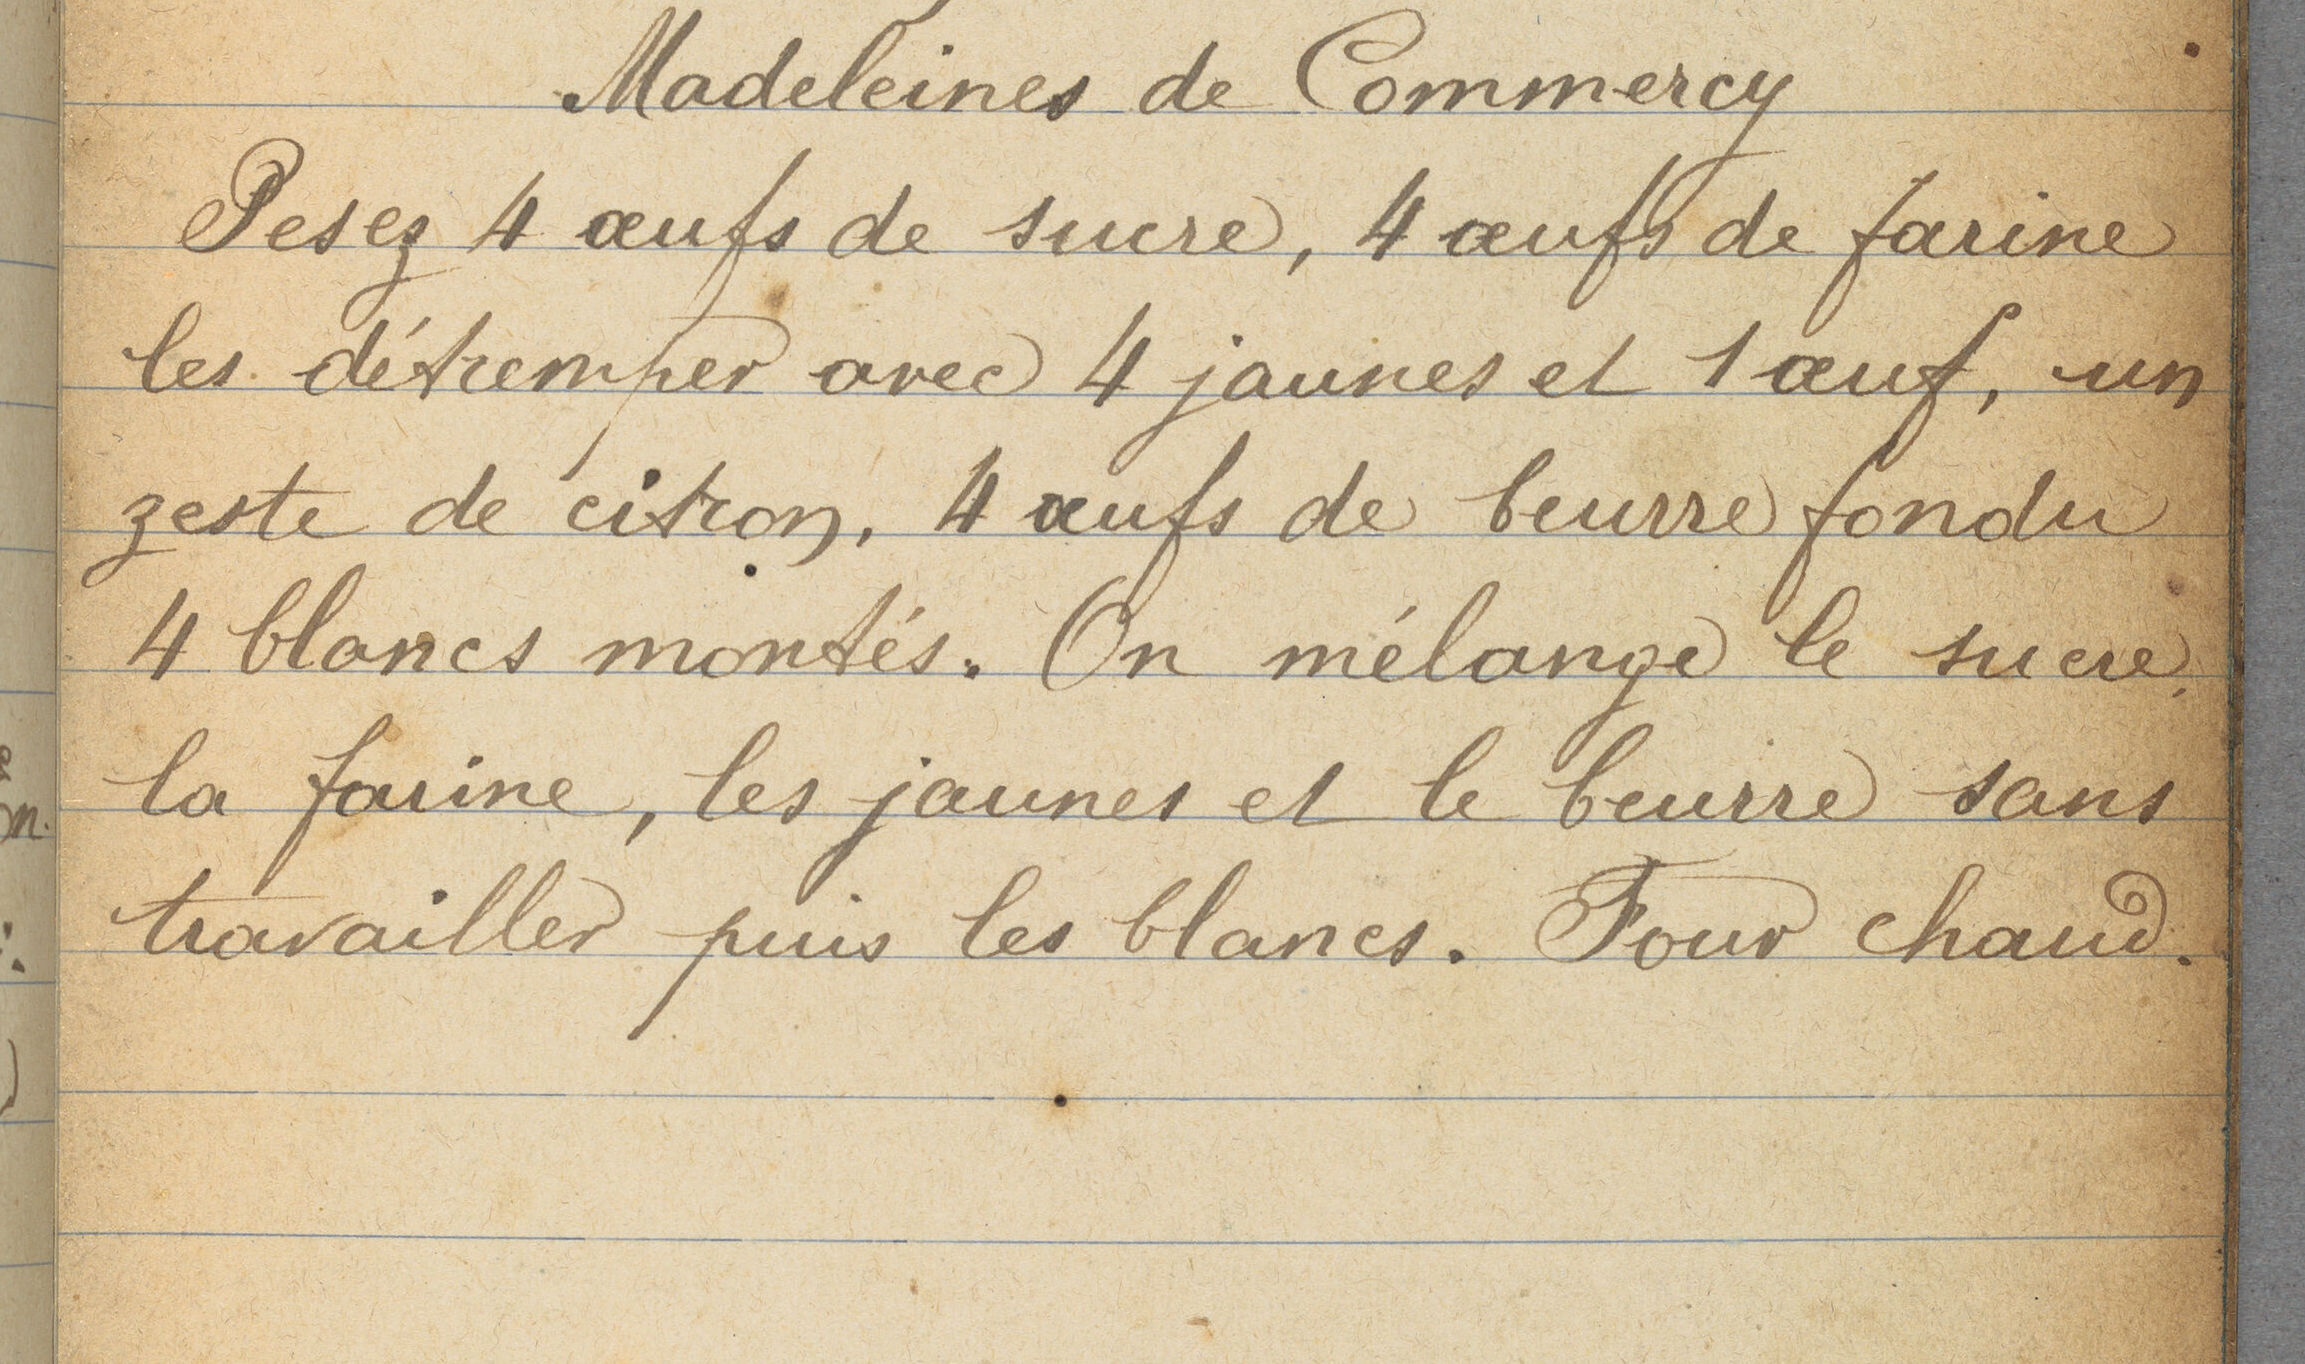 Madeleines de Commercy
Pesez 4 œufs de sucre, 4 œufs de farine
les détremper avec 4 jaunes et 1 œuf, un
zeste de citron, 4 œufs de beurre fondu
4 blancs montés. On mélange le sucre,
la farine, les jaunes et le beurre sans
travailler puis les blancs. Four chaud.